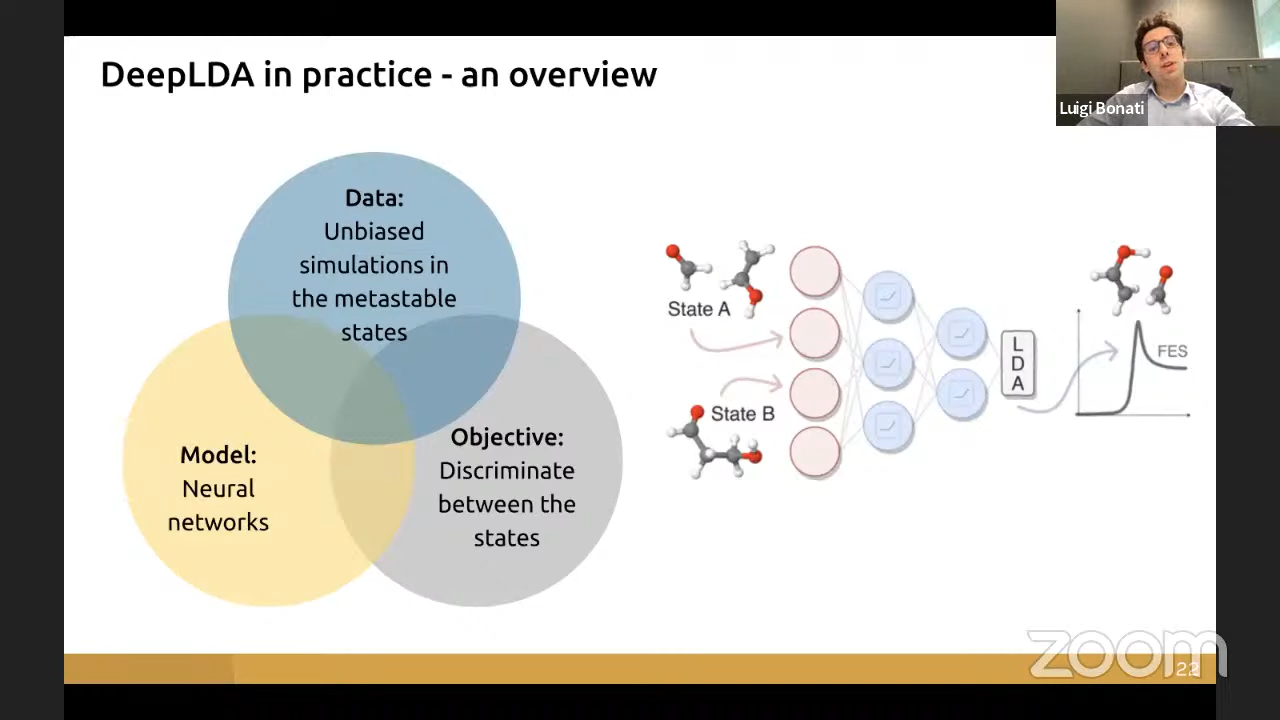 DeepLDA in practice - an overview
Luigi Bonati
Data:
Unbiased
simulations in
the metastable
states
Model:
Neural
networks
Objective:
Discriminate
between the
states
State A
State B
L
D
A
FES
zoom
22